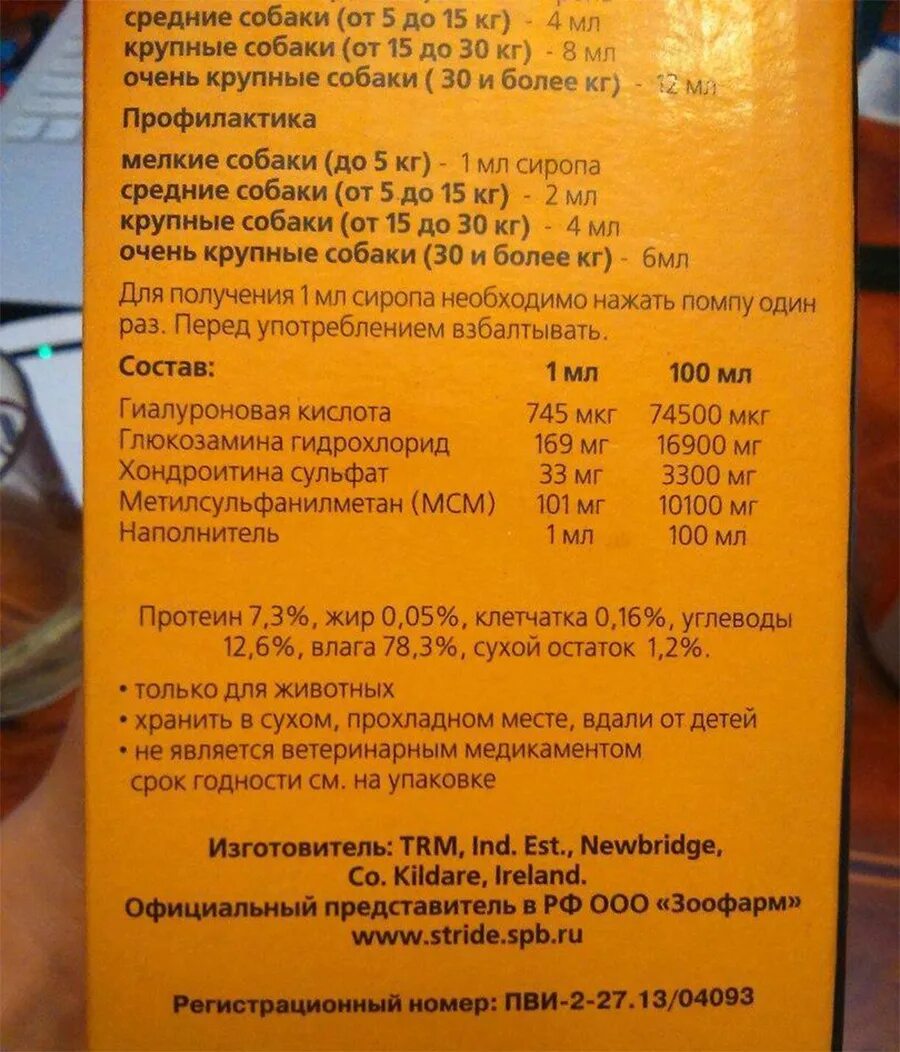 средние собаки (от 5 до 15 кг) - 4 мл
крупные собаки (от 15 до 30 кг) - 8 мл
очень крупные собаки ( 30 и более кг) - 12 мл
Профилактика
мелкие собаки (до 5 кг) - 1 мл сиропа
средние собаки (от 5 до 15 кг) - 2 мл
крупные собаки (от 15 до 30 кг) - 4 мл
очень крупные собаки (30 и более кг) - 6мл
Для получения 1 мл сиропа необходимо нажать помпу один
раз. Перед употреблением взбалтывать.
Состав: 1 мл 100 мл
Гиалуроновая кислота 745 мкг 74500 мкг
Глюкозамина гидрохлорид 169 мг 16900 мг
Хондроитина сульфат 33 мг 3300 мг
Метилсульфанилметан (МСМ) 101 мг 10100 мг
Наполнитель 1 мл 100 мл
Протеин 7,3%, жир 0,05%, клетчатка 0,16%, углеводы
12,6%, влага 78,3%, сухой остаток 1,2%.
• только для животных
• хранить в сухом, прохладном месте, вдали от детей
• не является ветеринарным медикаментом
срок годности см. на упаковке
Изготовитель: TRM, Ind. Est., Newbridge,
Co. Kildare, Ireland.
Официальный представитель в РФ ООО «Зоофарм»
www.stride.spb.ru
Регистрационный номер: ПВИ-2-27.13/04093